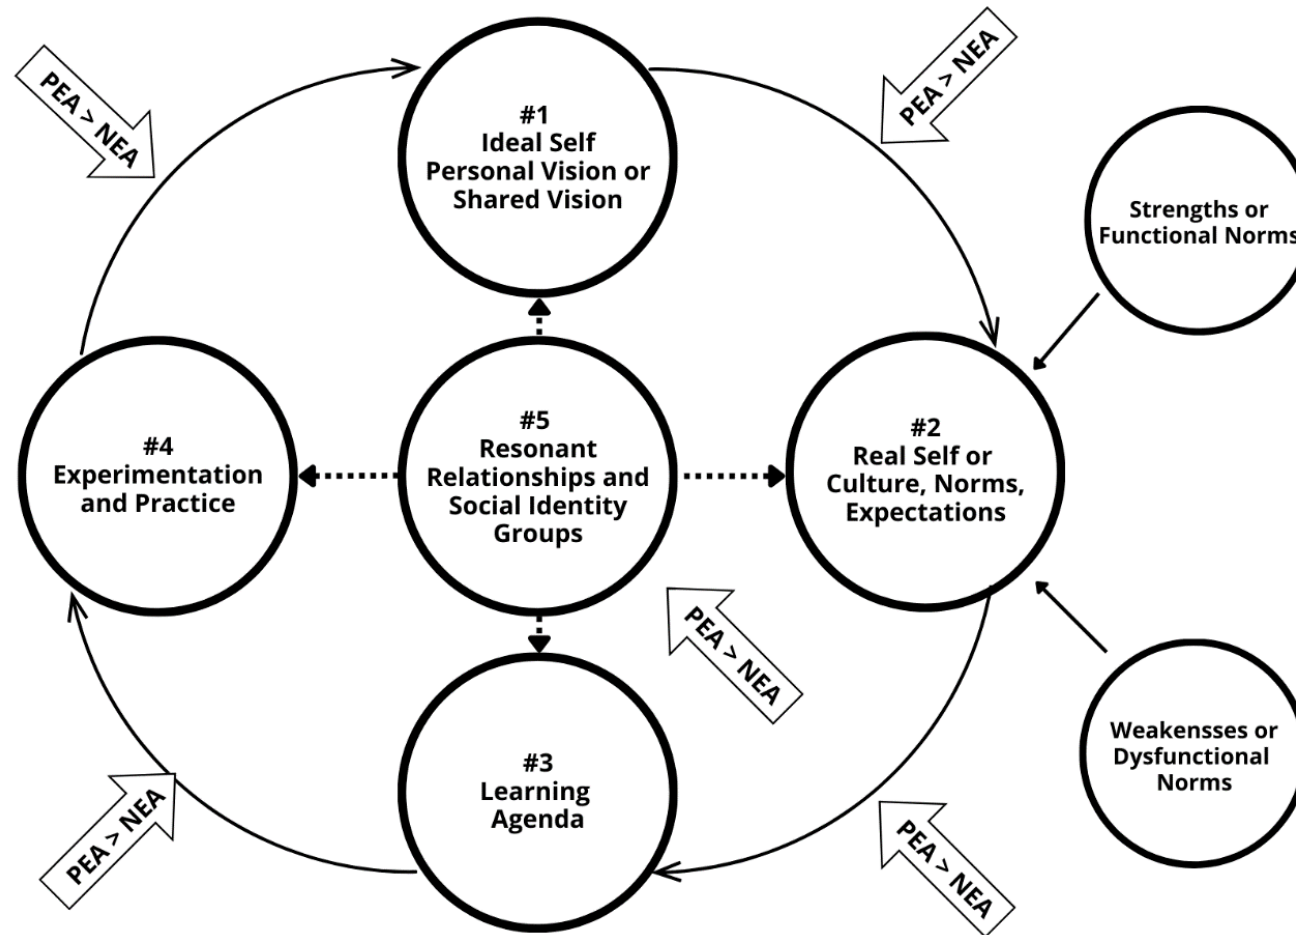 PEA > NEA
#1
Ideal Self
Personal Vision or
Shared Vision
PEA > NEA
Strengths or
Functional Norms
#4
Experimentation
and Practice
#5
Resonant
Relationships and
Social Identity
Groups
#2
Real Self or
Culture, Norms,
Expectations
PEA > NEA
#3
Learning
Agenda
Weakensses or
Dysfunctional
Norms
PEA > NEA
PEA > NEA